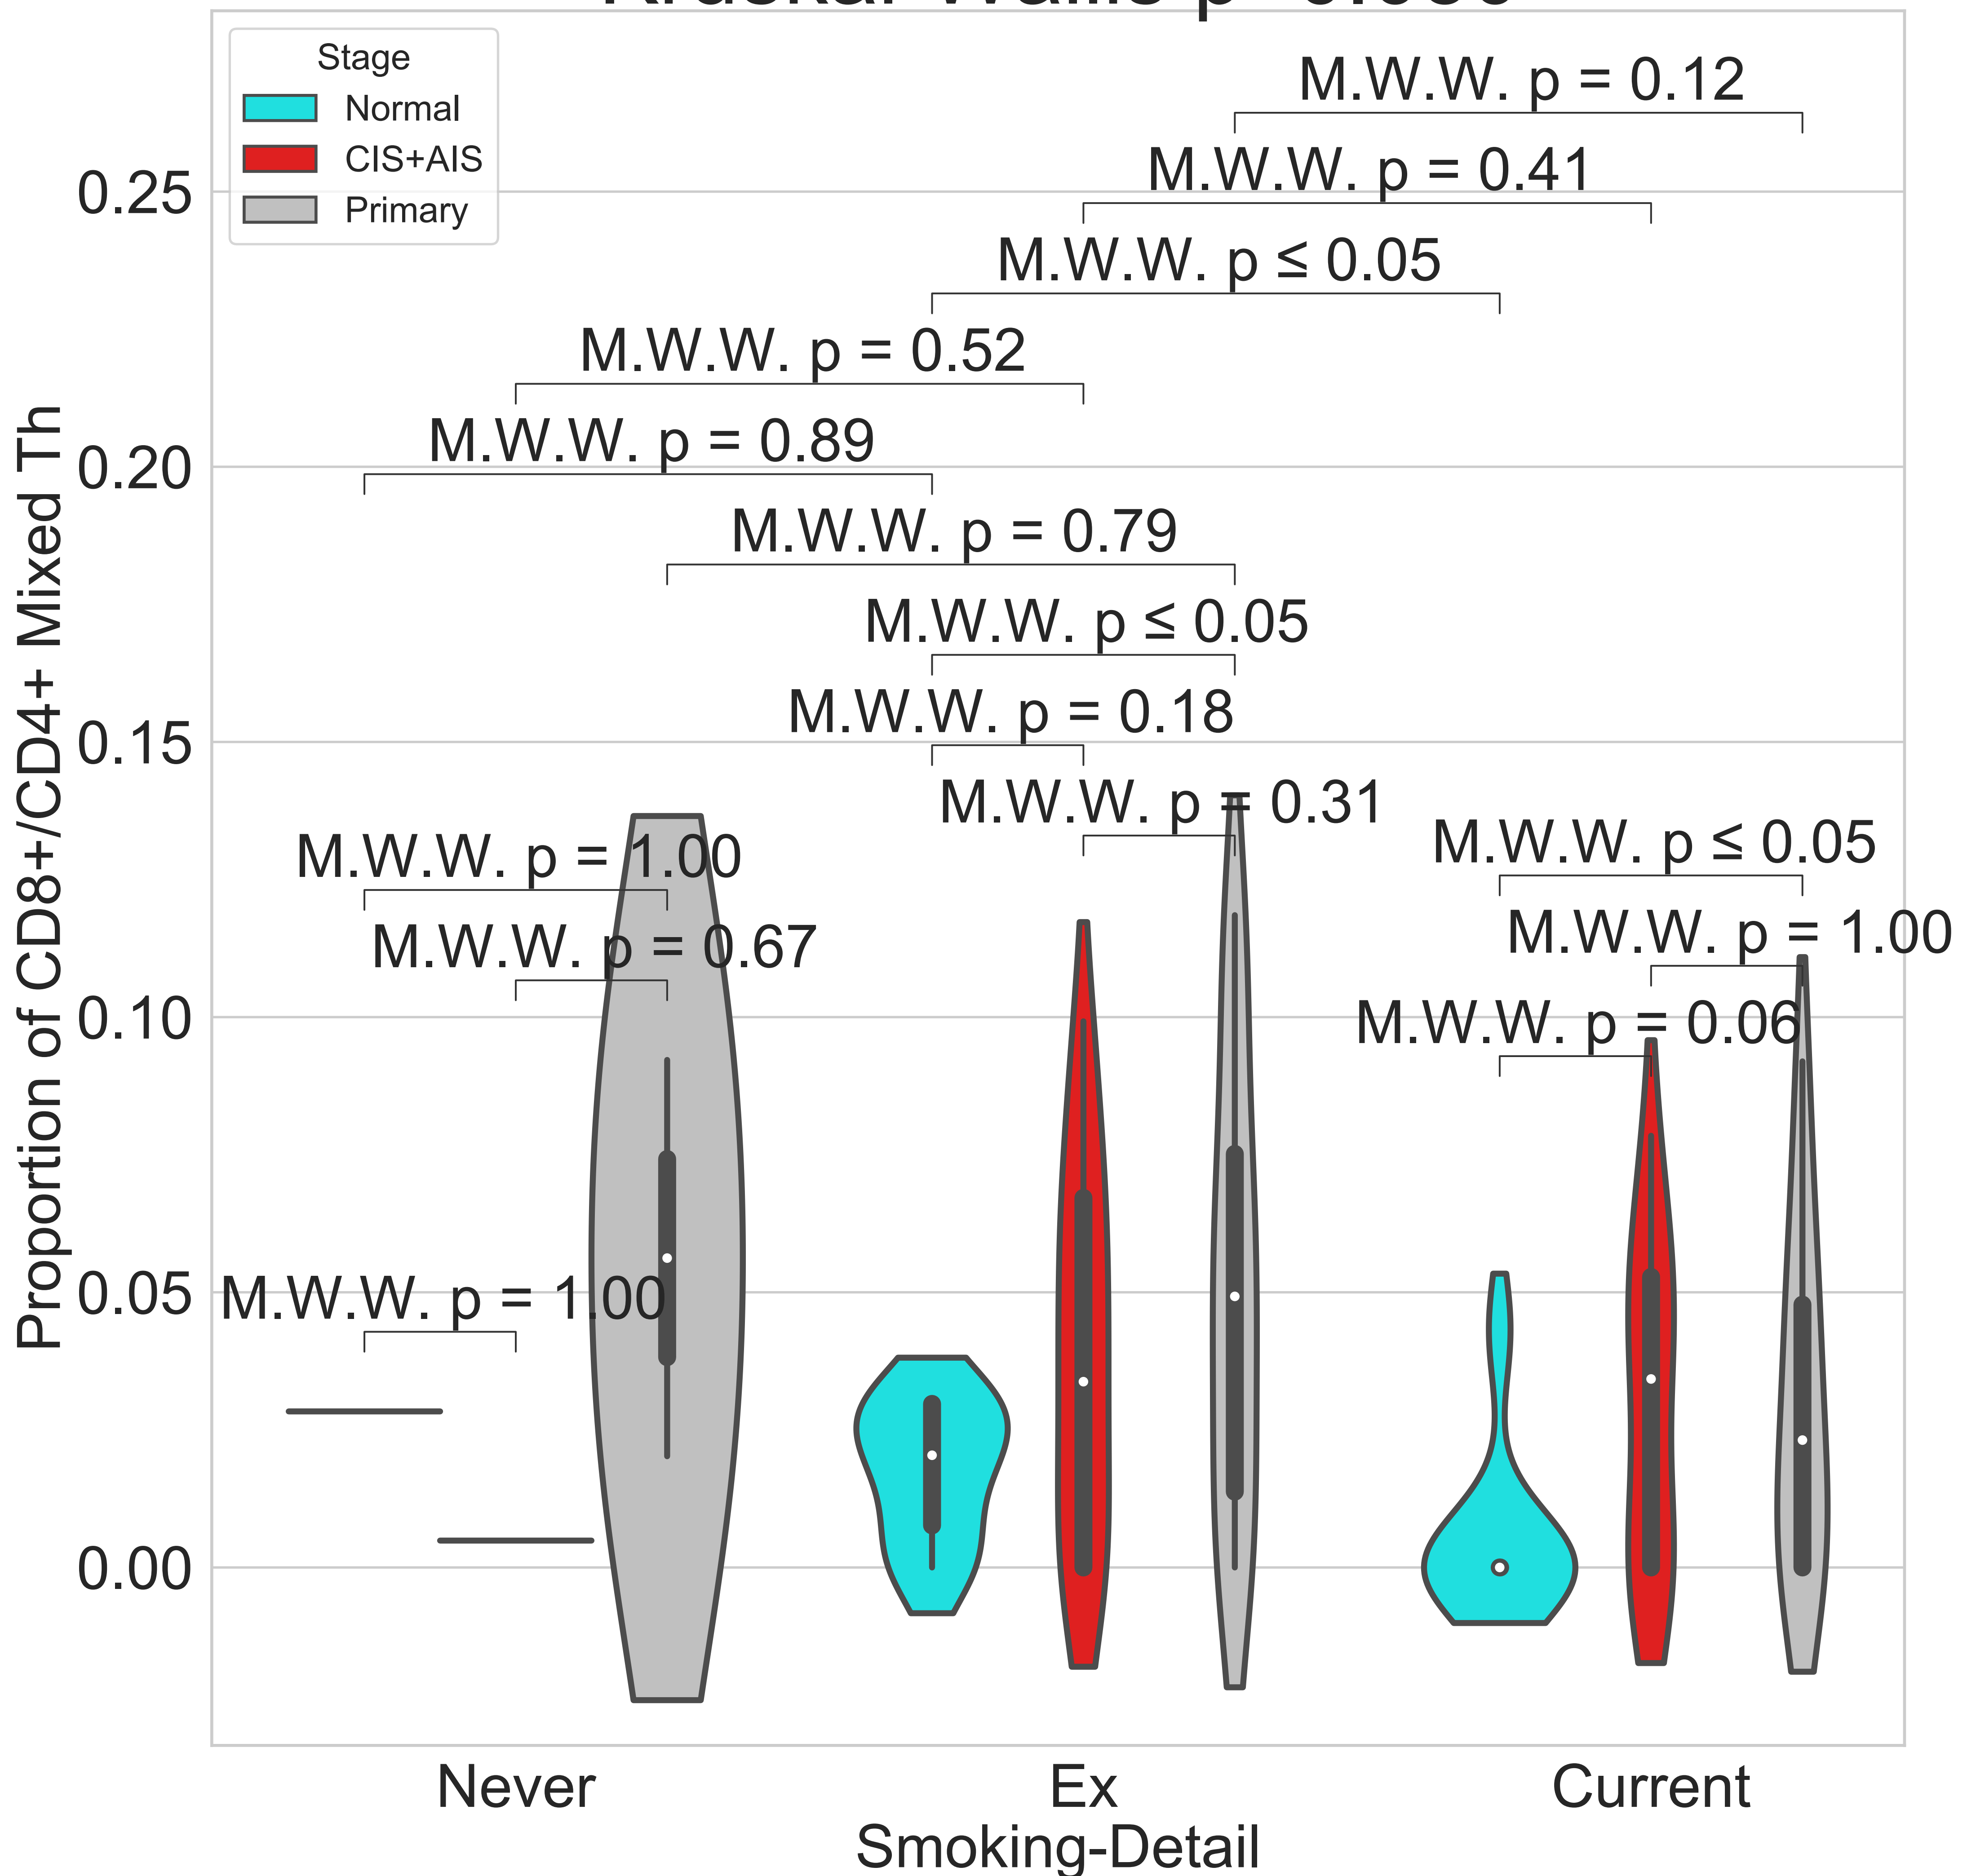 Stage
Normal
CIS+AIS
Primary
M.W.W. p = 0.12
M.W.W. p = 0.41
M.W.W. p ≤ 0.05
M.W.W. p = 0.52
M.W.W. p = 0.89
M.W.W. p = 0.79
M.W.W. p ≤ 0.05
M.W.W. p = 0.18
M.W.W. p = 0.31
M.W.W. p = 1.00
M.W.W. p ≤ 0.05
M.W.W. p = 0.67
M.W.W. p = 1.00
M.W.W. p = 0.06
M.W.W. p = 1.00
0.25
0.20
0.15
0.10
0.05
0.00
Proportion of CD8+/CD4+ Mixed Th
Never
Ex
Current
Smoking-Detail